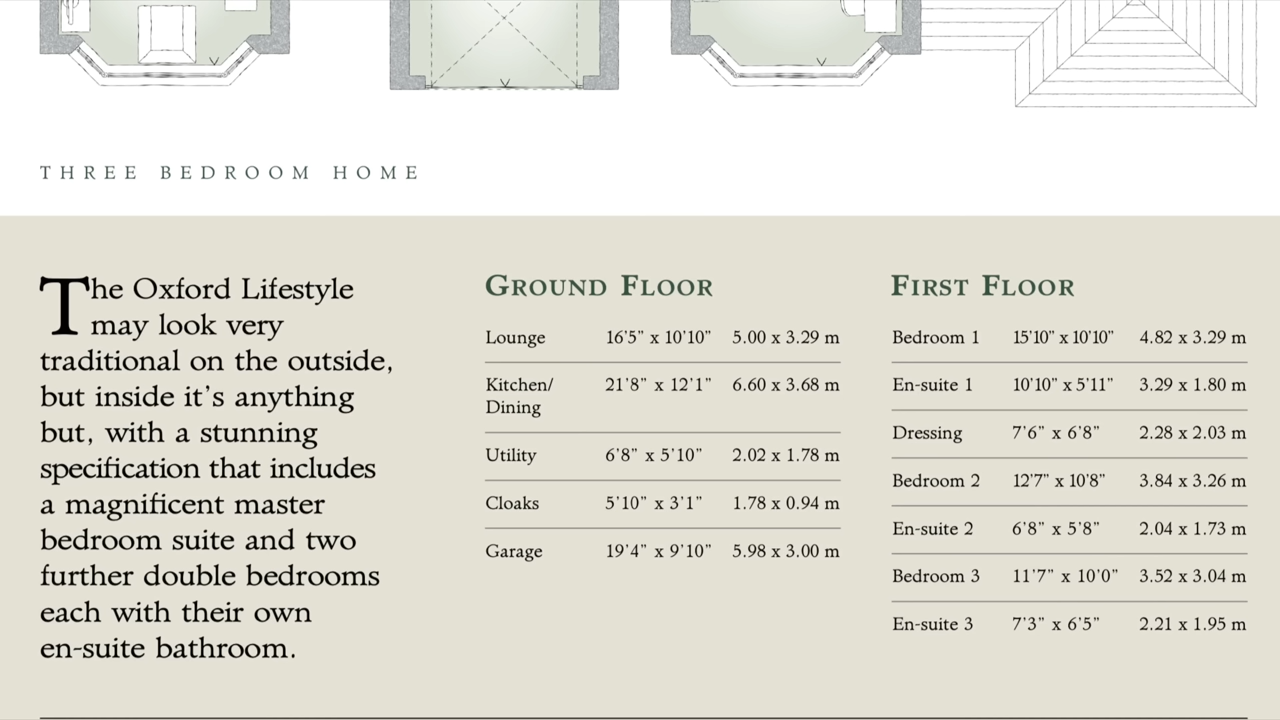 THREE BEDROOM HOME
The Oxford Lifestyle
may look very
traditional on the outside,
but inside it's anything
but, with a stunning
specification that includes
a magnificent master
bedroom suite and two
further double bedrooms
each with their own
en-suite bathroom.
GROUND FLOOR
Lounge 16'5" x 10'10" 5.00 x 3.29 m
Kitchen/ 21'8" x 12'1" 6.60 x 3.68 m
Dining
Utility 6'8" x 5'10" 2.02 x 1.78 m
Cloaks 5'10" x 3'1" 1.78 x 0.94 m
Garage 19'4" x 9'10" 5.98 x 3.00 m
FIRST FLOOR
Bedroom 1 15'10" x 10'10" 4.82 x 3.29 m
En-suite 1 10'10" x 5'11" 3.29 x 1.80 m
Dressing 7'6" x 6'8" 2.28 x 2.03 m
Bedroom 2 12'7" x 10'8" 3.84 x 3.26 m
En-suite 2 6'8" x 5'8" 2.04 x 1.73 m
Bedroom 3 11'7" x 10'0" 3.52 x 3.04 m
En-suite 3 7'3" x 6'5" 2.21 x 1.95 m